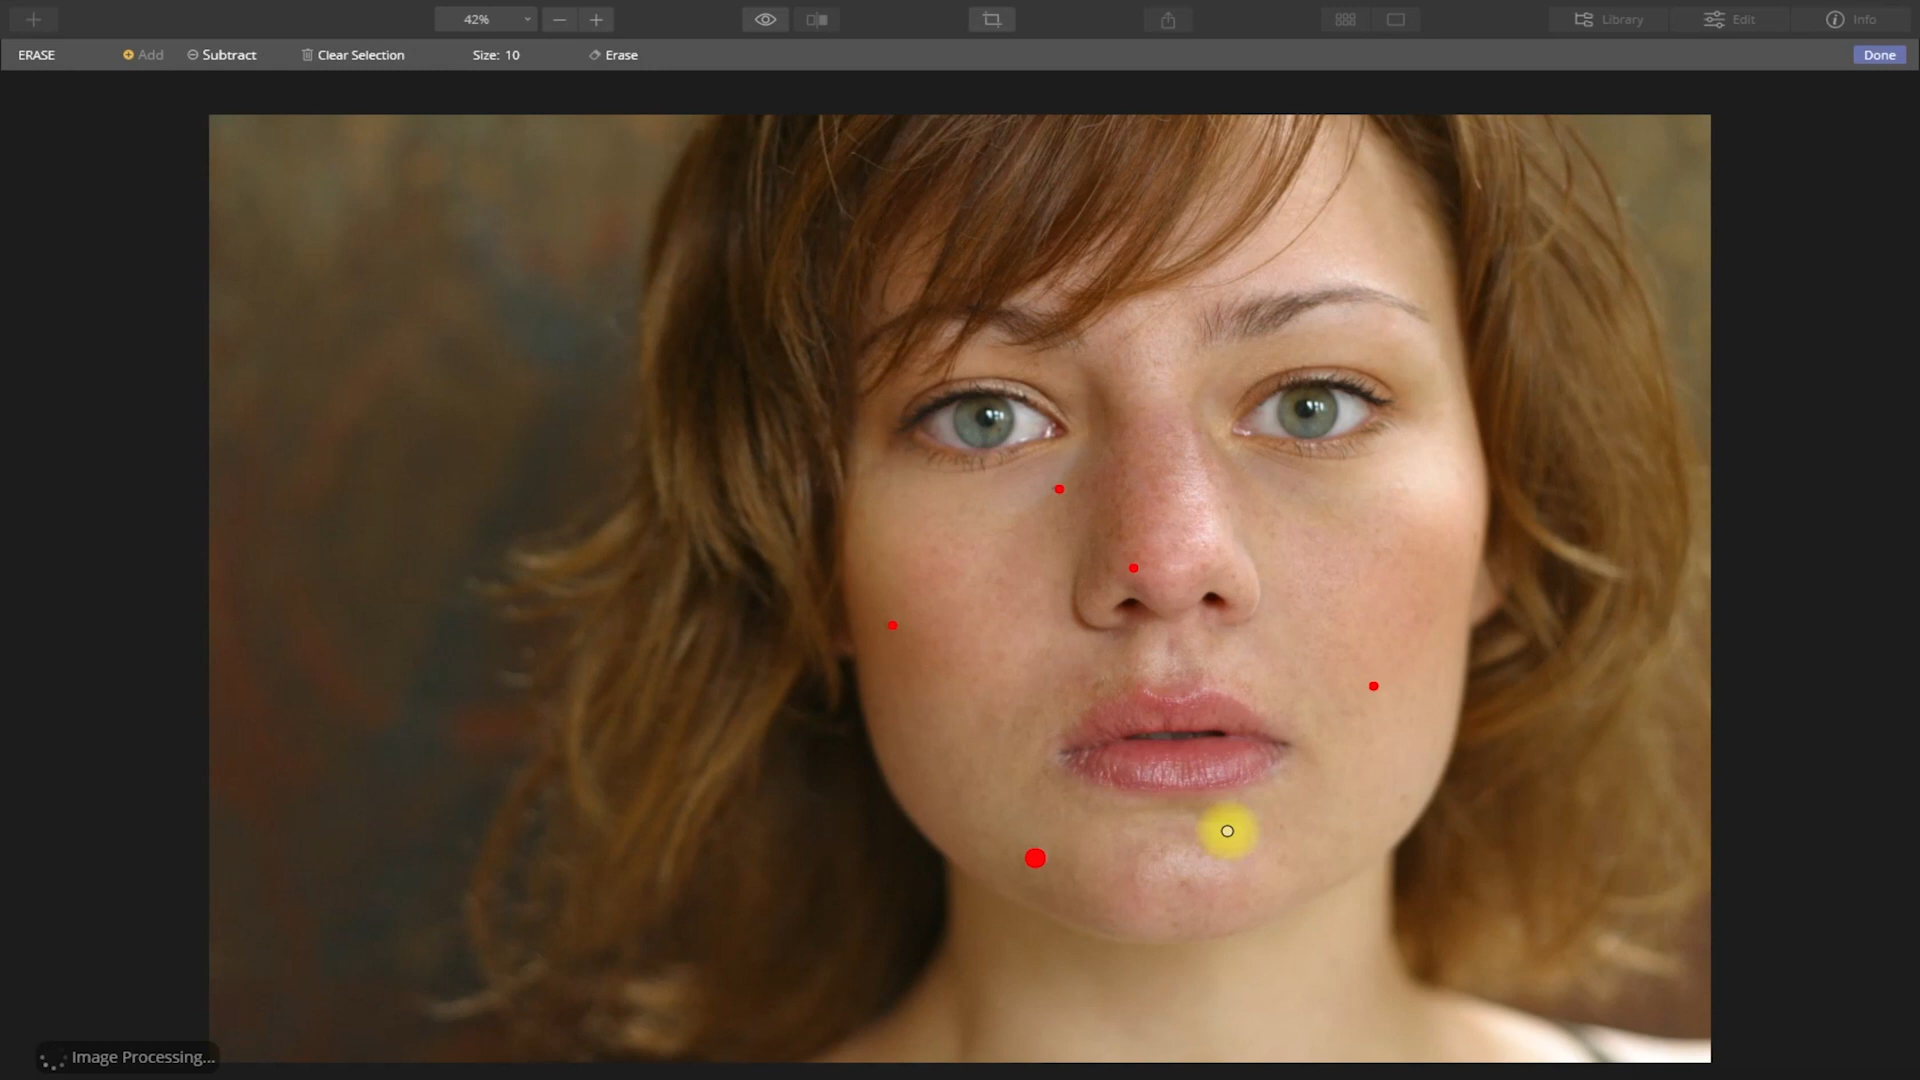 42%
Library
Edit
Info
ERASE
Add
Subtract
Clear Selection
Size: 10
Erase
Done
Image Processing...